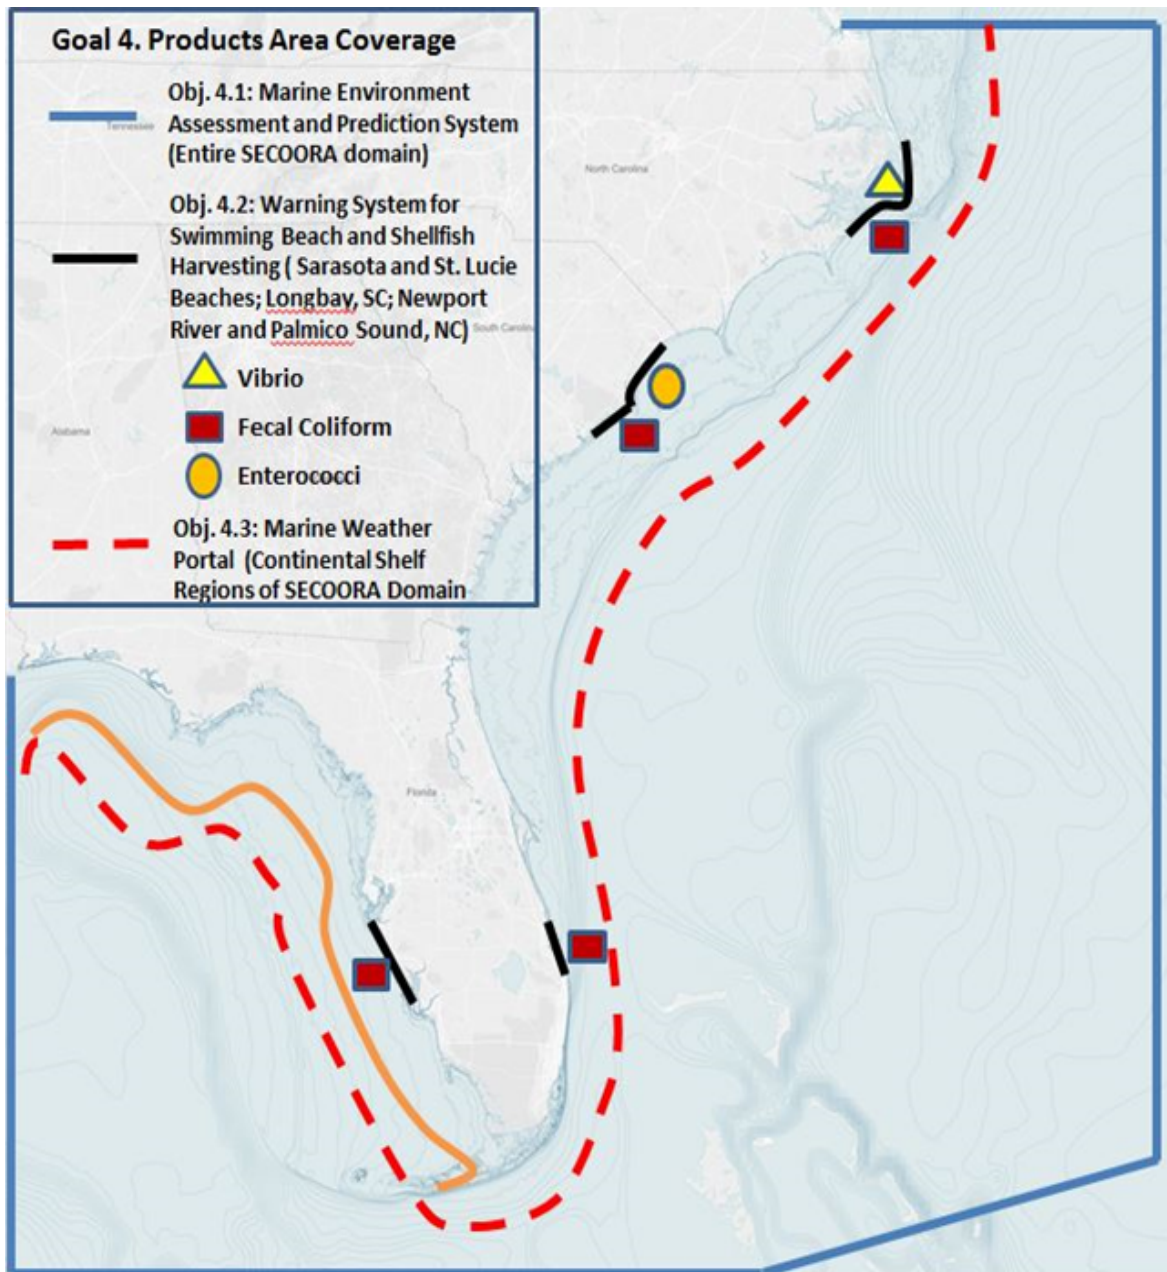 Goal 4. Products Area Coverage
Obj. 4.1: Marine Environment
Assessment and Prediction System
(Entire SECOORA domain)
Tennessee
Obj. 4.2: Warning System for
Swimming Beach and Shellfish
Harvesting ( Sarasota and St. Lucie
Beaches; Longbay, SC; Newport
River and Palmico Sound, NC)
Vibrio
Fecal Coliform
Enterococci
Obj. 4.3: Marine Weather
Portal (Continental Shelf
Regions of SECOORA Domain
North Carolina
South Carolin
Alabama
Florida